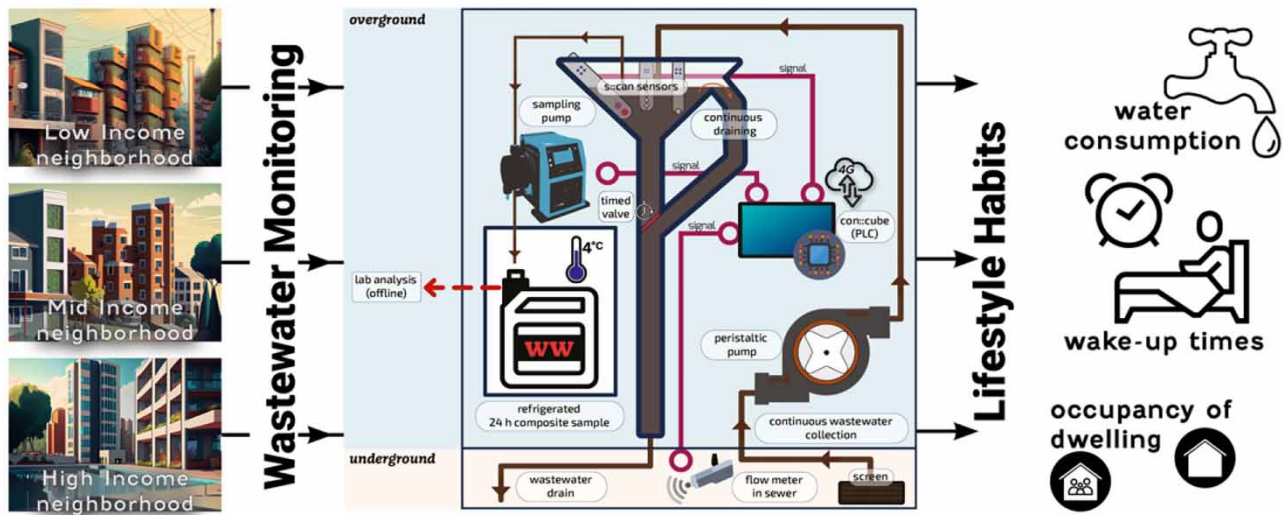 Low Income
neighborhood
Mid Income
neighborhood
High Income
neighborhood
Wastewater Monitoring
overground
s::can sensors
signal
sampling
pump
continuous
draining
signal
4G
timed
valve
signal
con::cube
(PLC)
4°C
lab analysis
(offline)
WW
peristaltic
pump
refrigerated
24 h composite sample
continuous wastewater
collection
underground
wastewater
drain
flow meter
in sewer
screen
Lifestyle Habits
water
consumption
wake-up times
occupancy of
dwelling